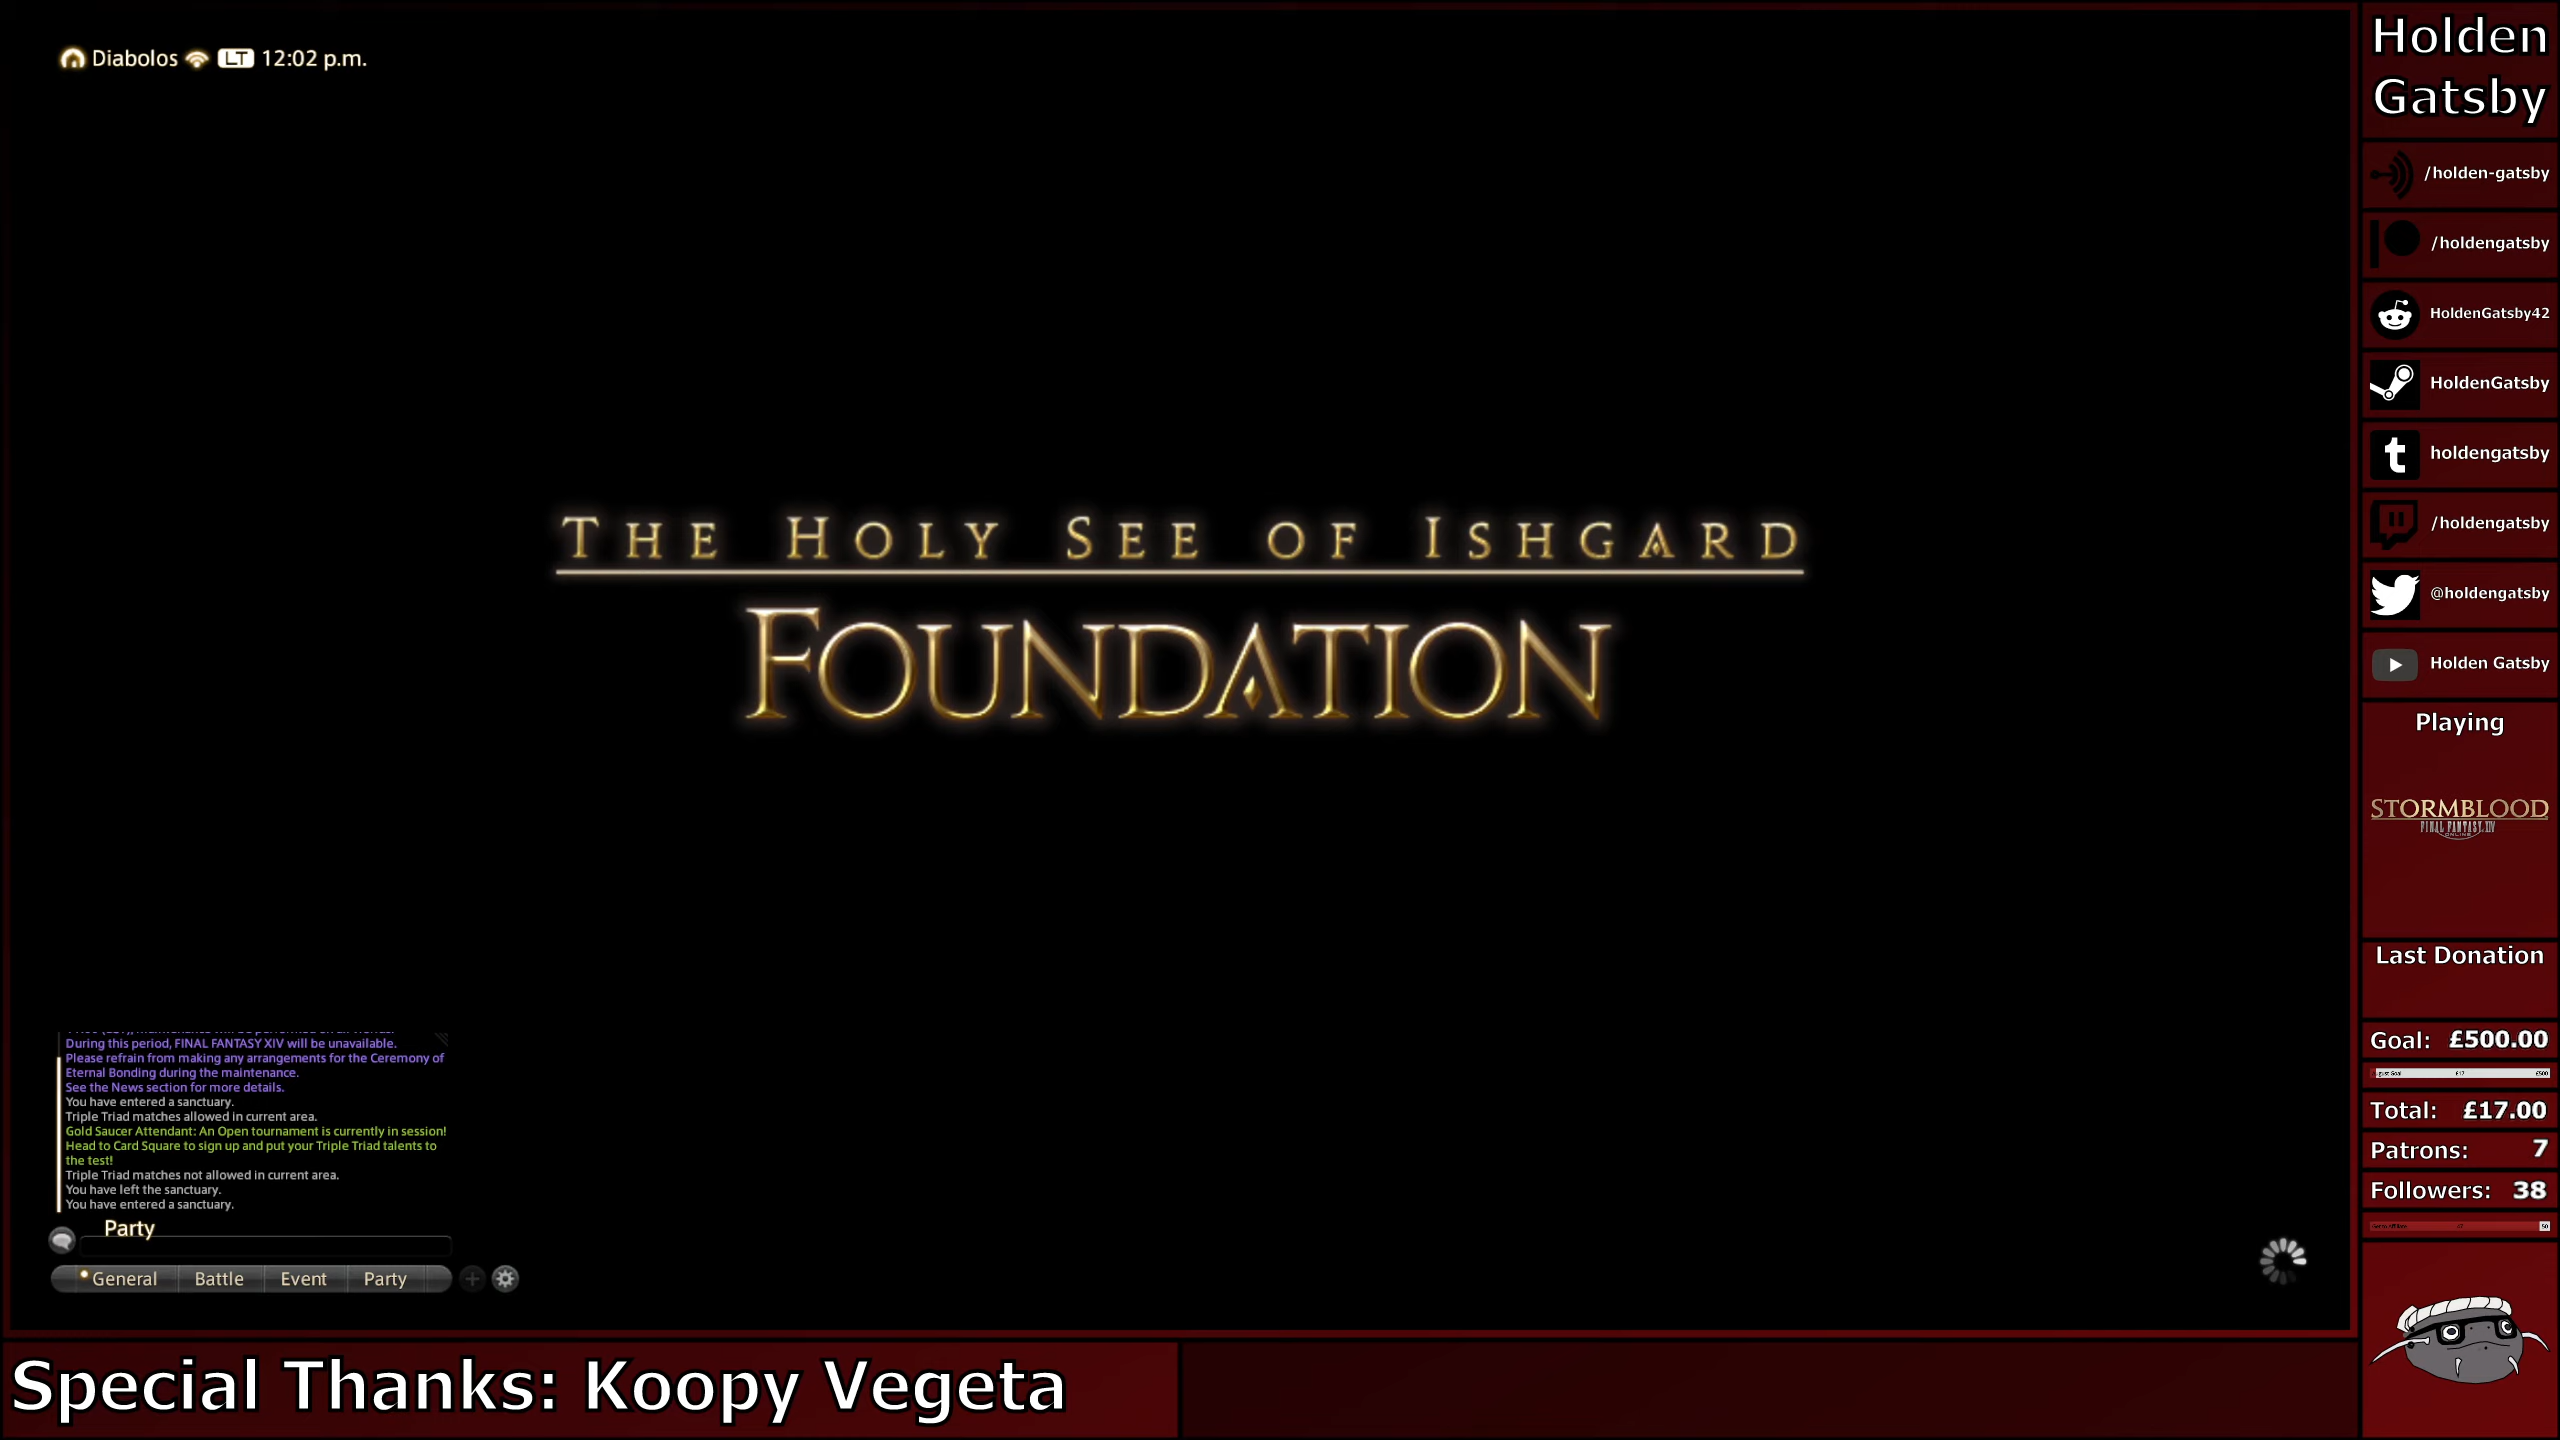 Diabolos LT 12:02 p.m.
THE HOLY SEE OF ISHGARD
FOUNDATION
During this period, FINAL FANTASY XIV will be unavailable.
Please refrain from making any arrangements for the Ceremony of
Eternal Bonding during the maintenance.
See the News section for more details.
You have entered a sanctuary.
Triple Triad matches allowed in current area.
Gold Saucer Attendant: An Open tournament is currently in session!
Head to Card Square to sign up and put your Triple Triad talents to
the test!
Triple Triad matches not allowed in current area.
You have left the sanctuary.
You have entered a sanctuary.
Party
General Battle Event Party
Special Thanks: Koopy Vegeta
Holden
Gatsby
/holden-gatsby
/holdengatsby
HoldenGatsby42
HoldenGatsby
holdengatsby
/holdengatsby
@holdengatsby
Holden Gatsby
Playing
STORMBLOOD
FINAL FANTASY XIV
ONLINE
Last Donation
Goal: £500.00
Goal £17 £500
Total: £17.00
Patrons: 7
Followers: 38
50